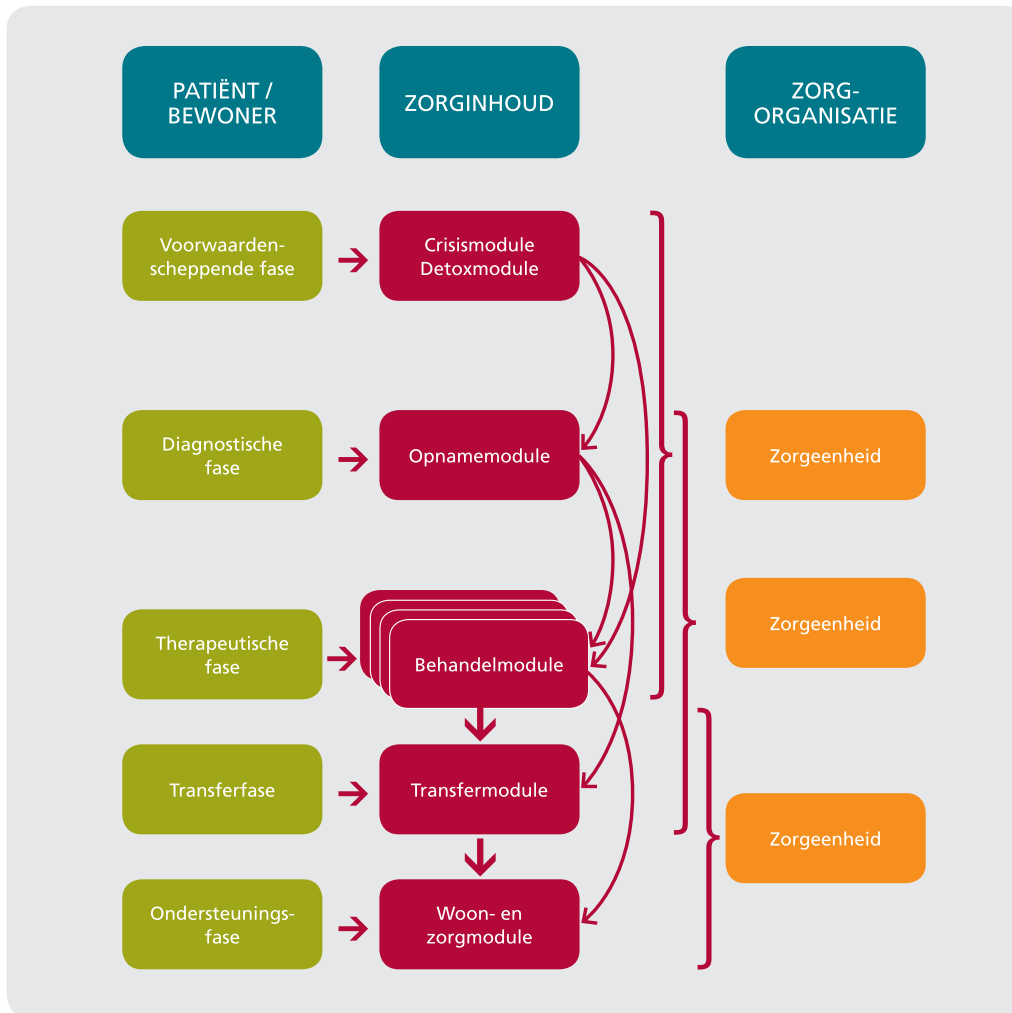 PATIËNT /
BEWONER
ZORGINHOUD
ZORG-
ORGANISATIE
Voorwaarden-
scheppende fase
Crisismodule
Detoxmodule
Diagnostische
fase
Opnamemodule
Zorgeenheid
Zorgeenheid
Therapeutische
fase
Behandelmodule
Transferfase
Transfermodule
Zorgeenheid
Ondersteunings-
fase
Woon- en
zorgmodule